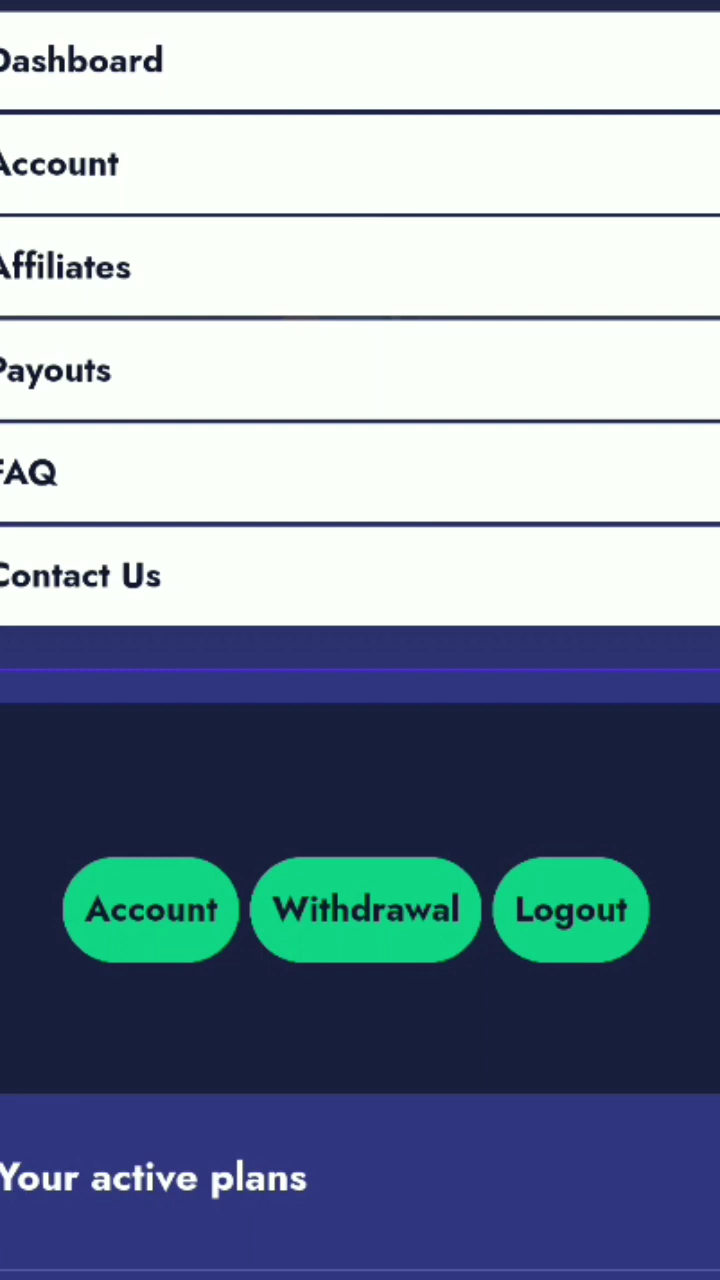 Dashboard
Account
Affiliates
Payouts
FAQ
Contact Us
Account Withdrawal Logout
Your active plans